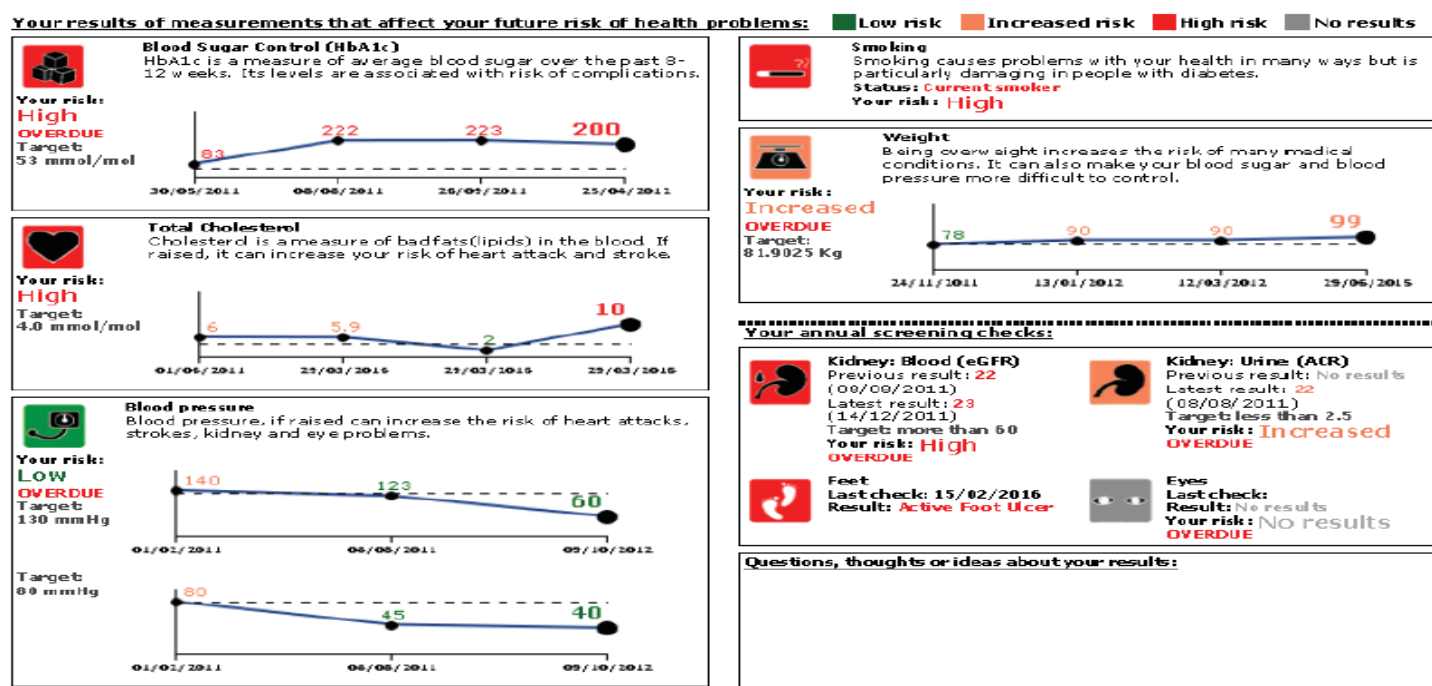 Your results of measurements that affect your future risk of health problems:
Low risk
Increased risk
High risk
No results
Blood Sugar Control (HbA1c)
HbA1c is a measure of average blood sugar over the past 8-
12 weeks. Its levels are associated with risk of complications.
Your risk:
High
OVERDUE
Target:
53 mmol/mol
83
222
223
200
30/05/2011
08/08/2011
26/09/2011
25/04/2012
Total Cholesterol
Cholesterol is a measure of bad fats(lipids) in the blood. If
raised, it can increase your risk of heart attack and stroke.
Your risk:
High
Target:
4.0 mmol/mol
6
5.9
2
10
01/06/2011
29/03/2016
29/03/2016
29/03/2016
Blood pressure
Blood pressure, if raised can increase the risk of heart attacks,
strokes, kidney and eye problems.
Your risk:
Low
OVERDUE
Target:
130 mmHg
140
123
60
01/02/2011
08/08/2011
09/10/2012
Target:
80 mmHg
80
45
40
01/02/2011
08/08/2011
09/10/2012
Smoking
Smoking causes problems with your health in many ways but is
particularly damaging in people with diabetes.
Status: Current smoker
Your risk: High
Weight
Being overweight increases the risk of many medical
conditions. It can also make your blood sugar and blood
pressure more difficult to control.
Your risk:
Increased
OVERDUE
Target:
81.9025 Kg
78
90
90
99
24/11/2011
13/01/2012
12/03/2012
29/06/2015
Your annual screening checks:
Kidney: Blood (eGFR)
Previous result: 22
(08/08/2011)
Latest result: 23
(14/12/2011)
Target: more than 60
Your risk: High
OVERDUE
Kidney: Urine (ACR)
Previous result: No results
Latest result: 22
(08/08/2011)
Target: less than 2.5
Your risk: Increased
OVERDUE
Feet
Last check: 15/02/2016
Result: Active Foot Ulcer
Eyes
Last check:
Result: No results
Your risk: No results
OVERDUE
Questions, thoughts or ideas about your results: